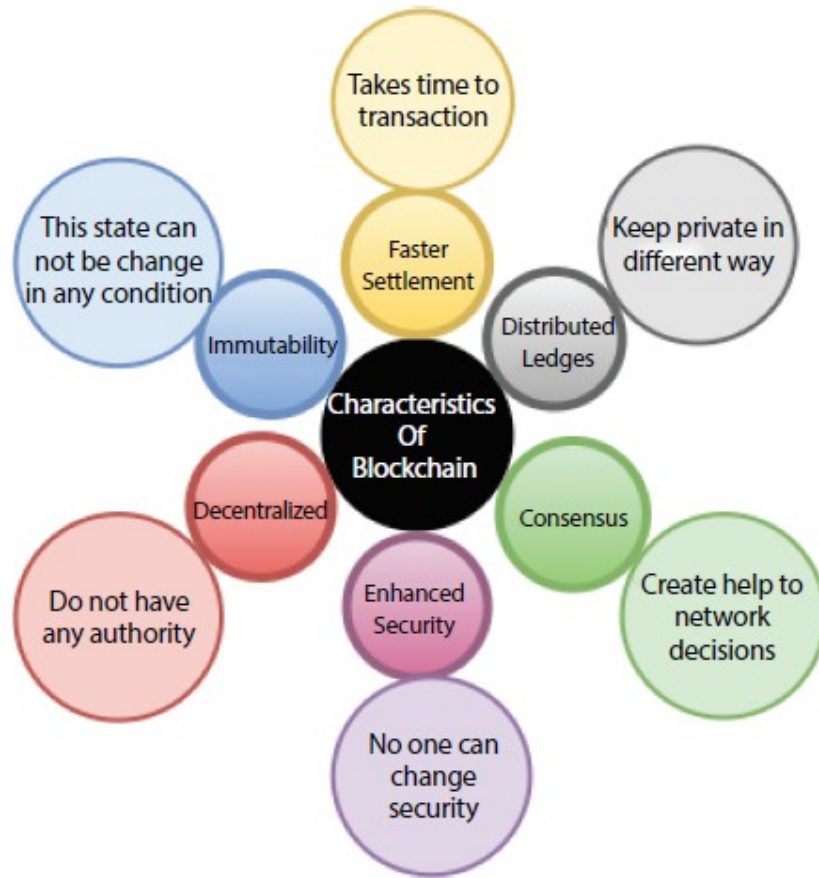 Takes time to
transaction
Faster
Settlement
Keep private in
different way
Distributed
Ledges
This state can
not be change
in any condition
Immutability
Characteristics
Of
Blockchain
Decentralized
Do not have
any authority
Consensus
Create help to
network
decisions
Enhanced
Security
No one can
change
security